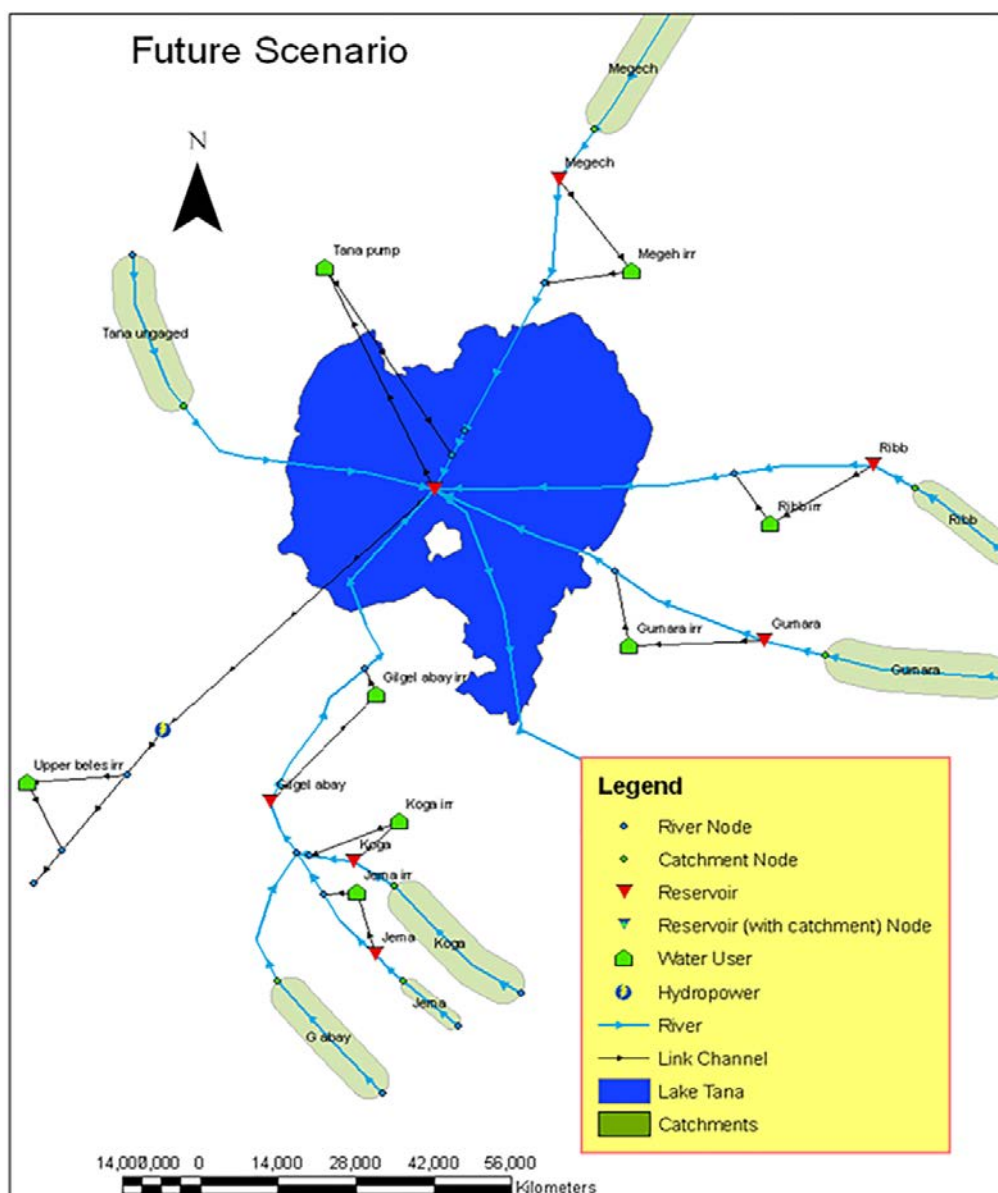 Future Scenario
N
Megech
Megech
Megeh irr
Tana pump
Tana ungaged
Ribb
Ribb irr
Ribb
Gumara irr
Gumara
Gumara
Gilgel abay irr
Upper beles irr
Gilgel abay
Koga irr
Koga
Jema irr
Jema
Koga
Jema
G abay
Legend
River Node
Catchment Node
Reservoir
Reservoir (with catchment) Node
Water User
Hydropower
River
Link Channel
Lake Tana
Catchments
0 14,000 28,000 42,000 56,000
Kilometers